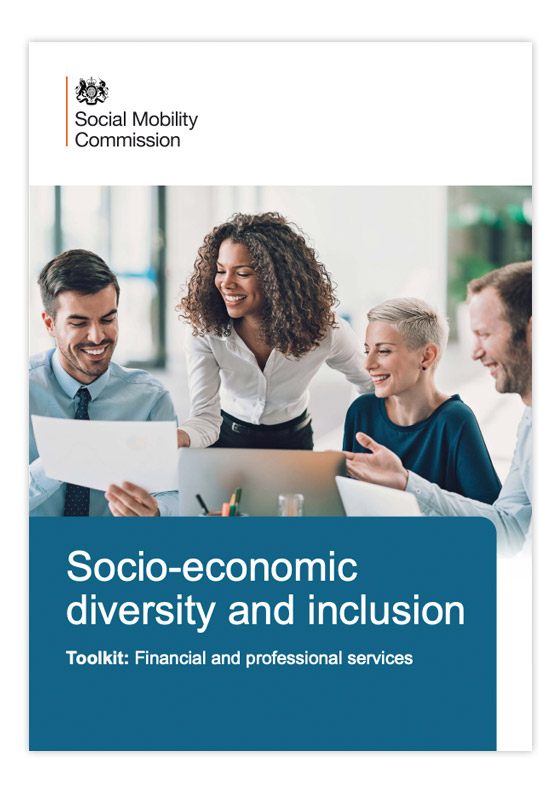 Social Mobility
Commission
Socio-economic
diversity and inclusion
Toolkit: Financial and professional services